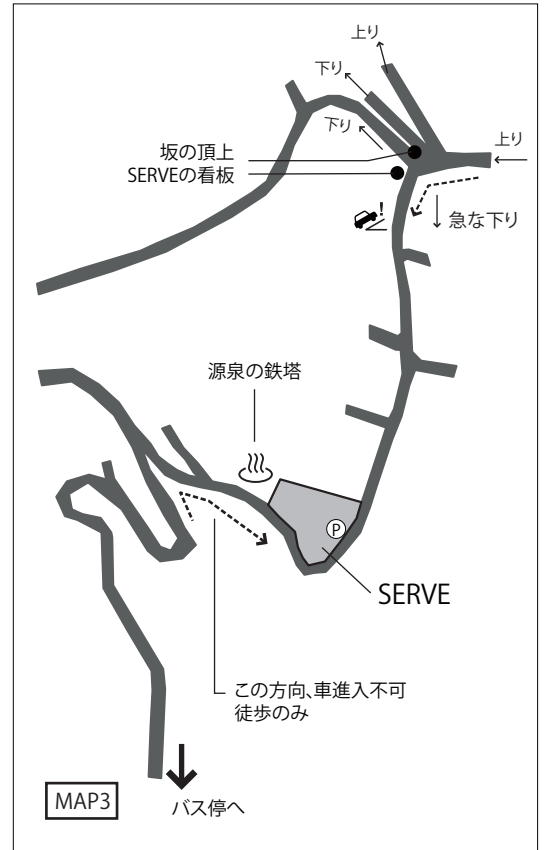 上り
下り
下り
坂の頂上
上り
SERVEの看板
!
急な下り
源泉の鉄塔
P
SERVE
この方向、車進入不可
徒歩のみ
MAP3
バス停へ